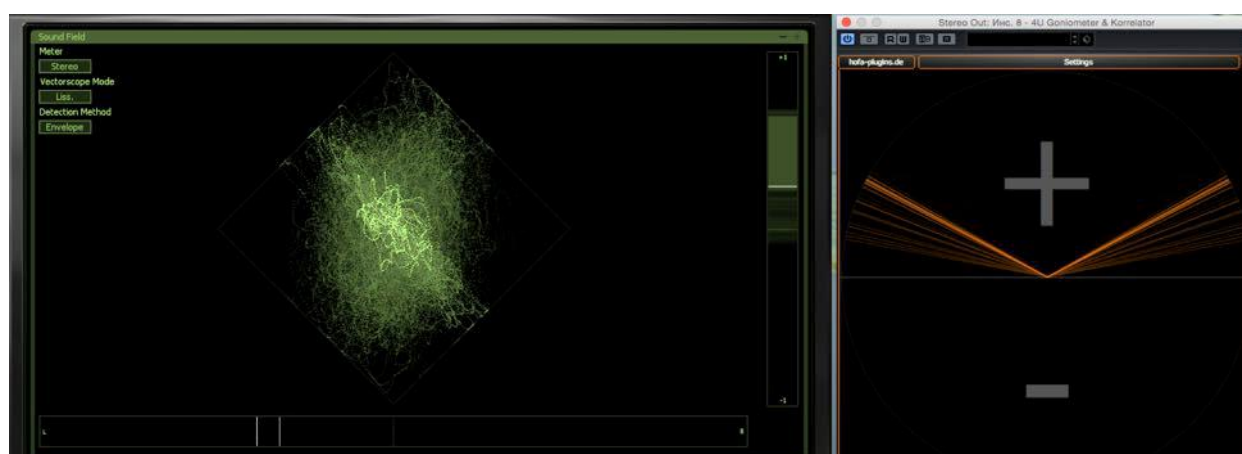 Sound Field
Meter
Stereo
Vectorscope Mode
Liss.
Detection Method
Envelope
+1
-1
L
R
Stereo Out: Инс. 8 - 4U Goniometer & Korrelator
R W
hofa-plugins.de
Settings